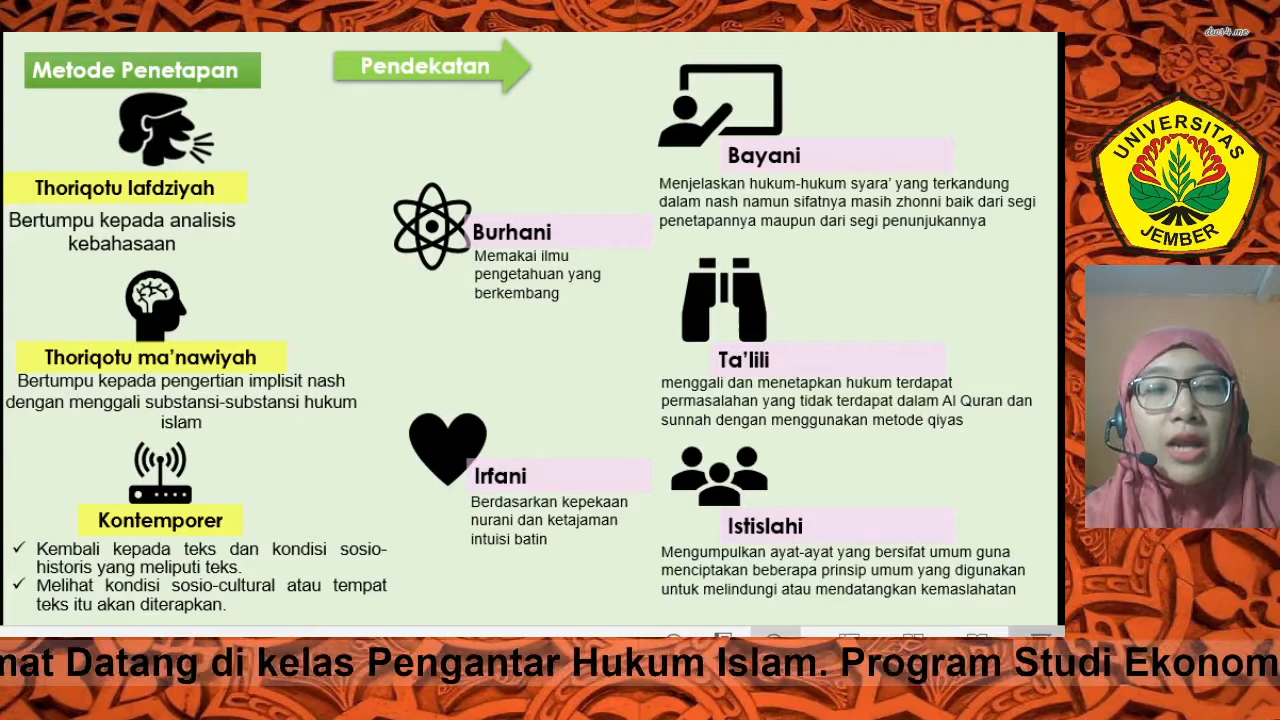 dwS4.me
Metode Penetapan
Pendekatan
Thoriqotu lafdziyah
Bertumpu kepada analisis
kebahasaan
Thoriqotu ma'nawiyah
Bertumpu kepada pengertian implisit nash
dengan menggali substansi-substansi hukum
islam
Kontemporer
✓ Kembali kepada teks dan kondisi sosio-
historis yang meliputi teks.
✓ Melihat kondisi sosio-cultural atau tempat
teks itu akan diterapkan.
Burhani
Memakai ilmu
pengetahuan yang
berkembang
Irfani
Berdasarkan kepekaan
nurani dan ketajaman
intuisi batin
Bayani
Menjelaskan hukum-hukum syara' yang terkandung
dalam nash namun sifatnya masih zhonni baik dari segi
penetapannya maupun dari segi penunjukannya
Ta'lili
menggali dan menetapkan hukum terdapat
permasalahan yang tidak terdapat dalam Al Quran dan
sunnah dengan menggunakan metode qiyas
Istislahi
Mengumpulkan ayat-ayat yang bersifat umum guna
menciptakan beberapa prinsip umum yang digunakan
untuk melindungi atau mendatangkan kemaslahatan
UNIVERSITAS
JEMBER
mat Datang di kelas Pengantar Hukum Islam. Program Studi Ekonom